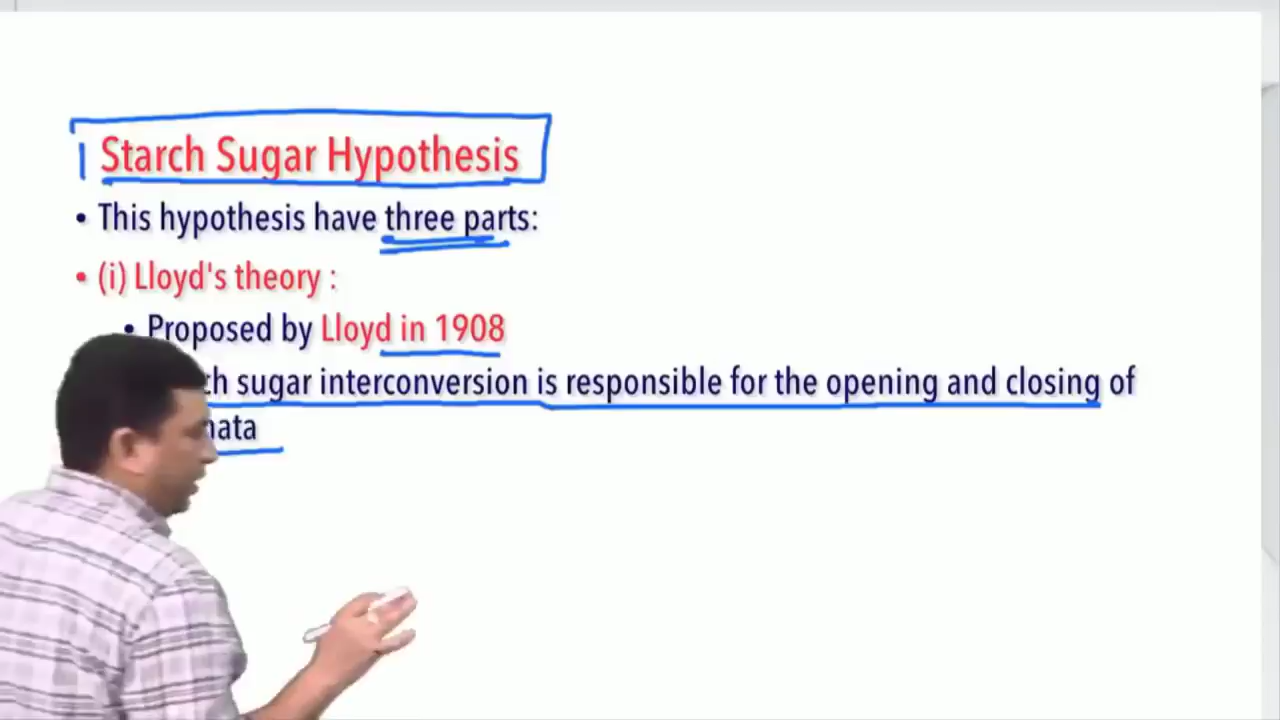 Starch Sugar Hypothesis
• This hypothesis have three parts:
• (i) Lloyd's theory :
• Proposed by Lloyd in 1908
sugar interconversion is responsible for the opening and closing of